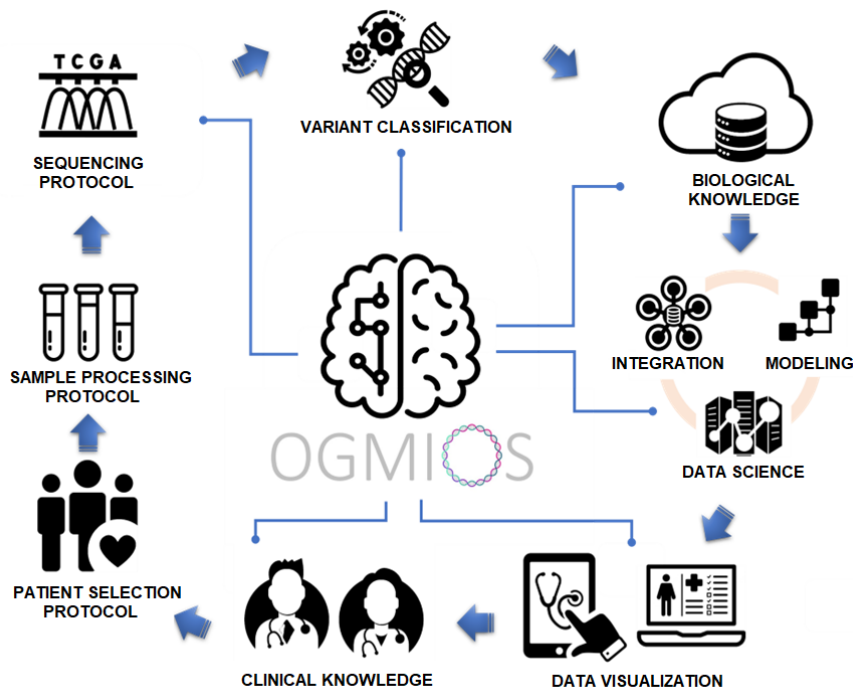 TCGA
SEQUENCING
PROTOCOL
VARIANT CLASSIFICATION
BIOLOGICAL
KNOWLEDGE
INTEGRATION
MODELING
DATA SCIENCE
SAMPLE PROCESSING
PROTOCOL
OGMIOS
PATIENT SELECTION
PROTOCOL
CLINICAL KNOWLEDGE
DATA VISUALIZATION